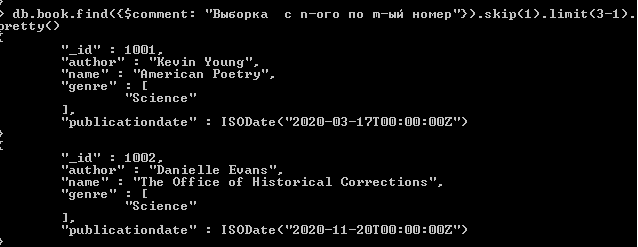 > db.book.find({$comment: "Выборка  с n-ого по m-ый номер"}).skip(1).limit(3-1).
pretty()
{
        "_id" : 1001,
        "author" : "Kevin Young",
        "name" : "American Poetry",
        "genre" : [
                "Science"
        ],
        "publicationdate" : ISODate("2020-03-17T00:00:00Z")
}
{
        "_id" : 1002,
        "author" : "Danielle Evans",
        "name" : "The Office of Historical Corrections",
        "genre" : [
                "Science"
        ],
        "publicationdate" : ISODate("2020-11-20T00:00:00Z")
}